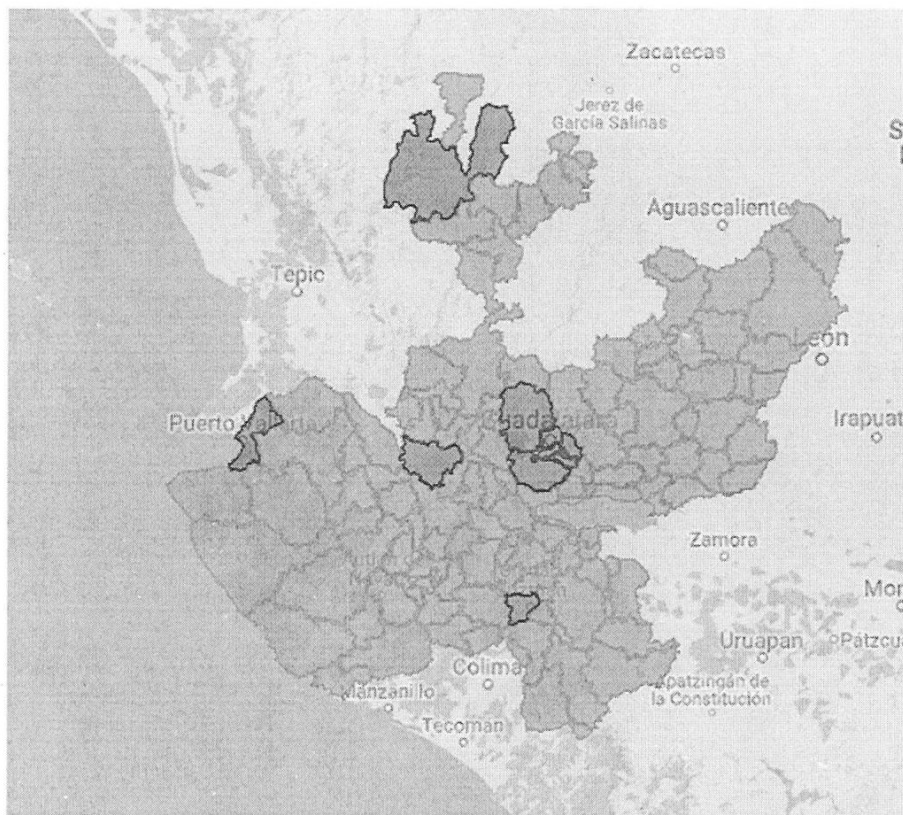 Zacatecas
Jerez de
García Salinas
S
Aguascalientes
Tepic
León
Puerto Vallarta
Guadalajara
Irapuat
Zamora
Mor
Uruapan
Pátzcua
Colima
Apatzingán de
la Constitución
Manzanillo
Tecomán